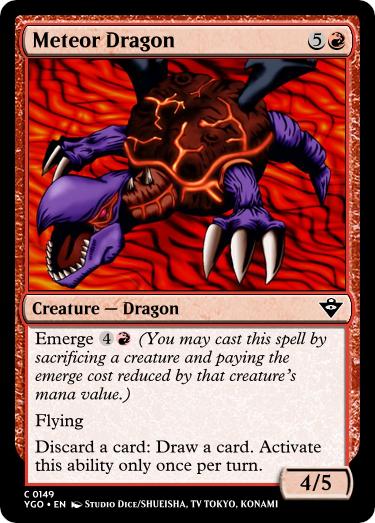 Meteor Dragon 5
Creature — Dragon
Emerge 4 (You may cast this spell by
sacrificing a creature and paying the
emerge cost reduced by that creature's
mana value.)
Flying
Discard a card: Draw a card. Activate
this ability only once per turn.
4/5
C 0149
YGO • EN Studio Dice/SHUEISHA, TV TOKYO, KONAMI